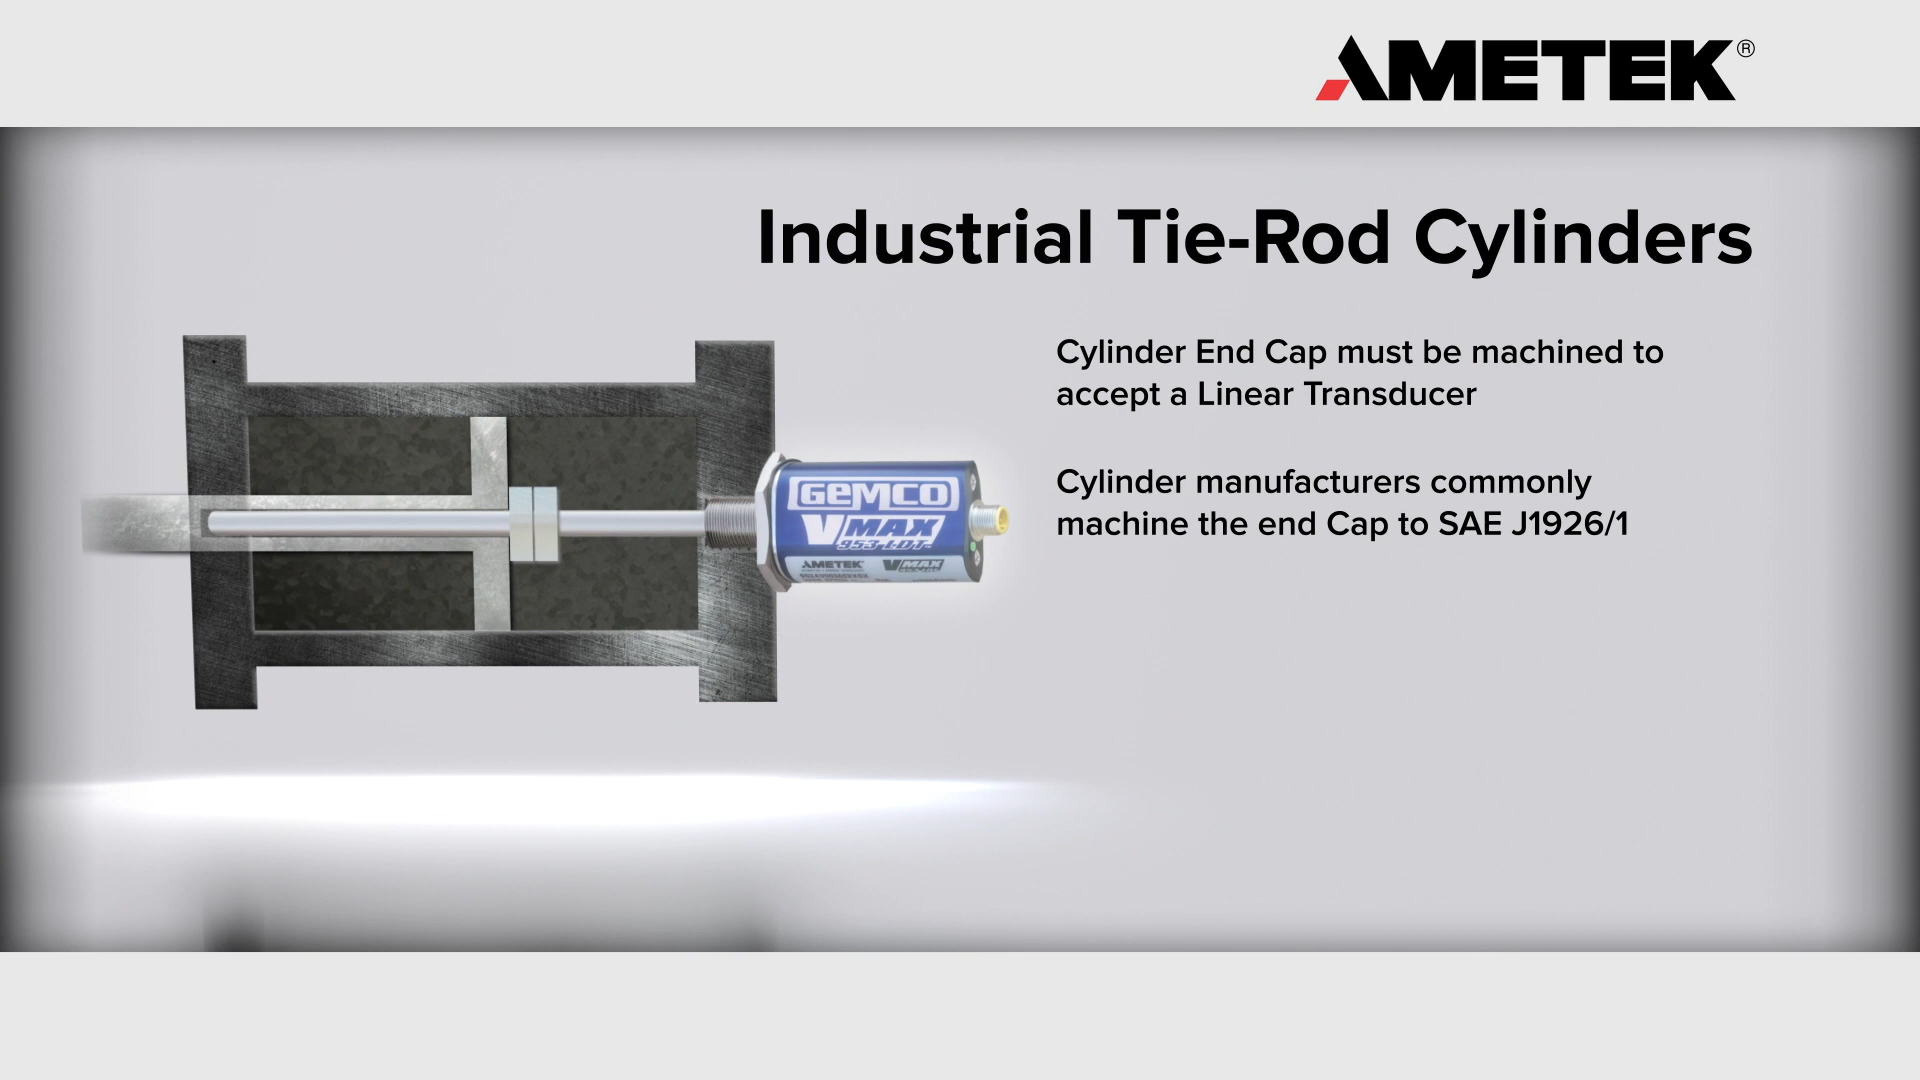 AMETEK®
Industrial Tie-Rod Cylinders
Cylinder End Cap must be machined to
accept a Linear Transducer
Cylinder manufacturers commonly
machine the end Cap to SAE J1926/1
GEMCO
VMAX
953-LDT
AMETEK
VMAX